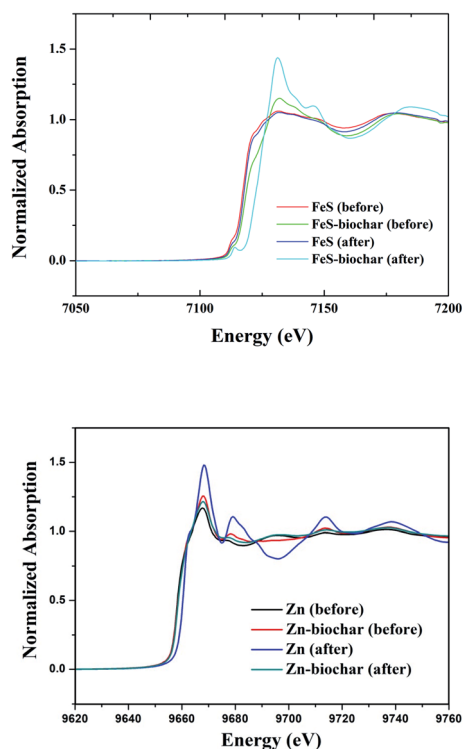 1.5
1.0
0.5
0.0
Normalized Absorption
FeS (before)
FeS-biochar (before)
FeS (after)
FeS-biochar (after)
7050 7100 7150 7200
Energy (eV)
1.5
1.0
0.5
0.0
Normalized Absorption
Zn (before)
Zn-biochar (before)
Zn (after)
Zn-biochar (after)
9620 9640 9660 9680 9700 9720 9740 9760
Energy (eV)